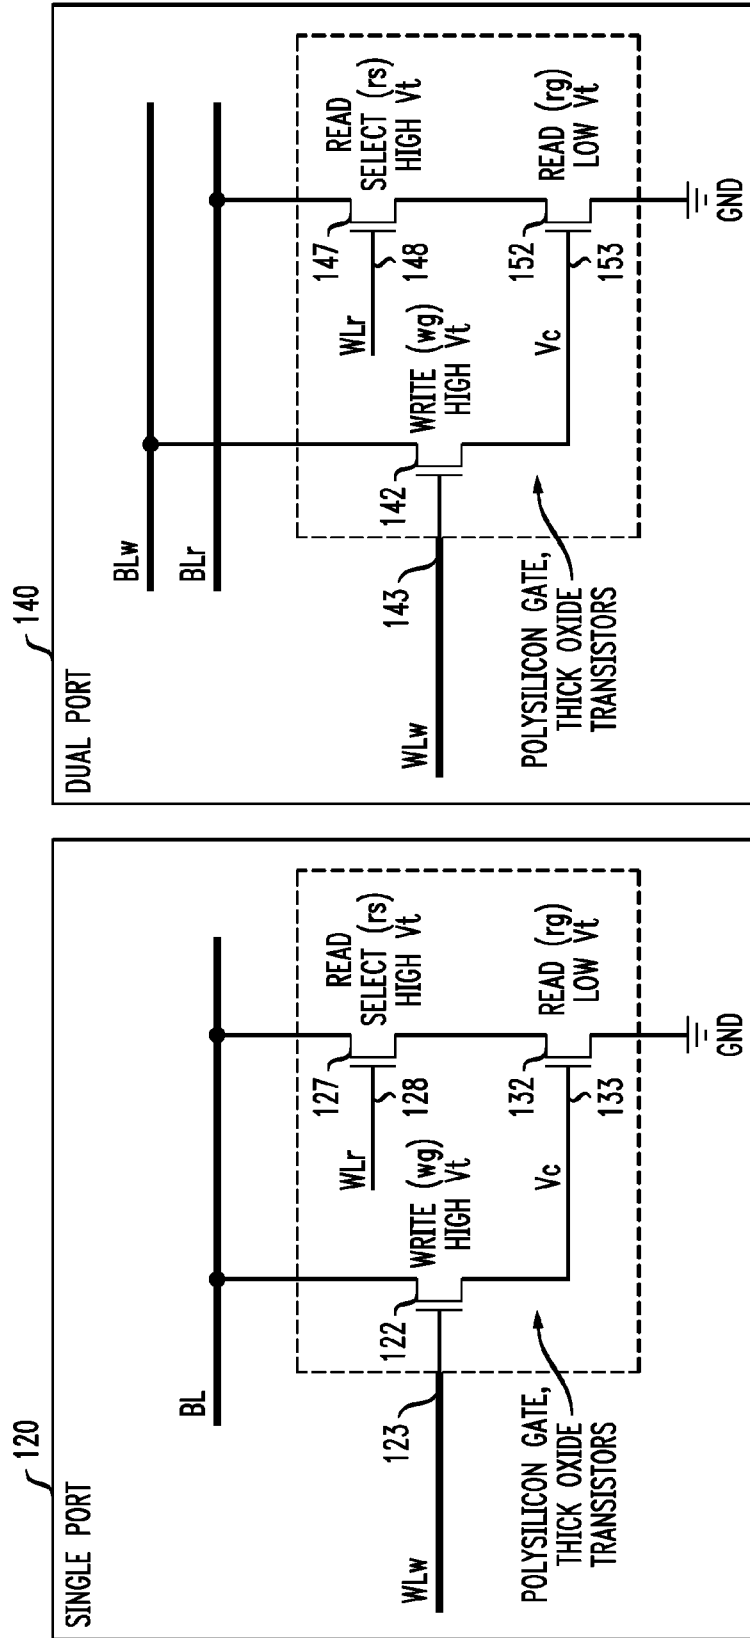 120
SINGLE PORT
BL
WLw
123
122
WRITE (wg)
HIGH Vt
WLr
127
128
READ
SELECT (rs)
HIGH Vt
132
133
READ (rg)
LOW Vt
Vc
GND
POLYSILICON GATE,
THICK OXIDE
TRANSISTORS
140
DUAL PORT
BLw
BLr
WLw
143
142
WRITE (wg)
HIGH Vt
WLr
147
148
READ
SELECT (rs)
HIGH Vt
152
153
READ (rg)
LOW Vt
Vc
GND
POLYSILICON GATE,
THICK OXIDE
TRANSISTORS